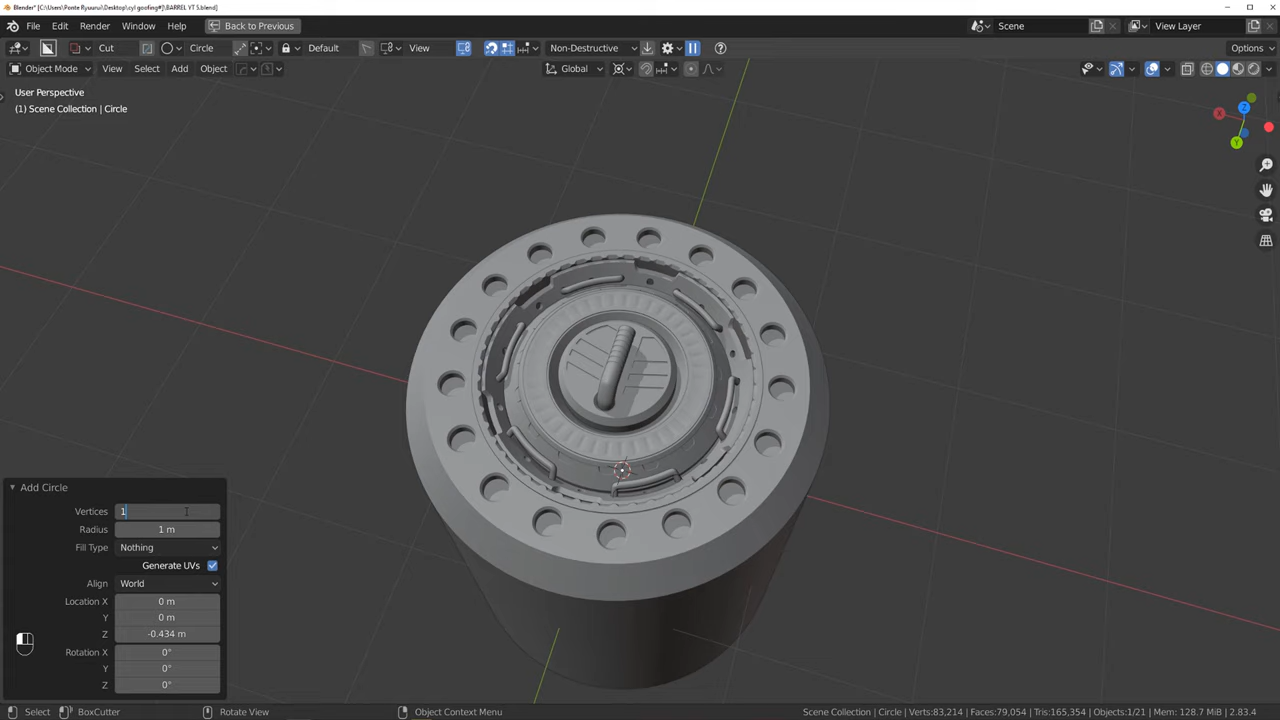 Blender* [C:\Users\Ponte Ryuuruu\Desktop\cyl goofing#]\BARREL YT 5.blend]
File Edit Render Window Help Back to Previous Scene View Layer
Cut Circle Default View Non-Destructive Options
Object Mode View Select Add Object Global
User Perspective
(1) Scene Collection | Circle
Z
X
Y
Add Circle
Vertices 1
Radius 1 m
Fill Type Nothing
Generate UVs
Align World
Location X 0 m
Y 0 m
Z -0.434 m
Rotation X 0°
Y 0°
Z 0°
Select BoxCutter Rotate View Object Context Menu Scene Collection | Circle | Verts:83,214 | Faces:79,054 | Tris:165,354 | Objects:1/21 | Mem: 128.7 MiB | 2.83.4